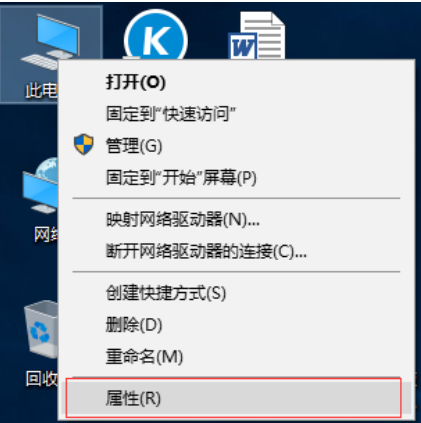 K
W
此电
打开(O)
固定到“快速访问”
管理(G)
固定到“开始”屏幕(P)
网络
映射网络驱动器(N)...
断开网络驱动器的连接(C)...
创建快捷方式(S)
删除(D)
重命名(M)
回收
属性(R)